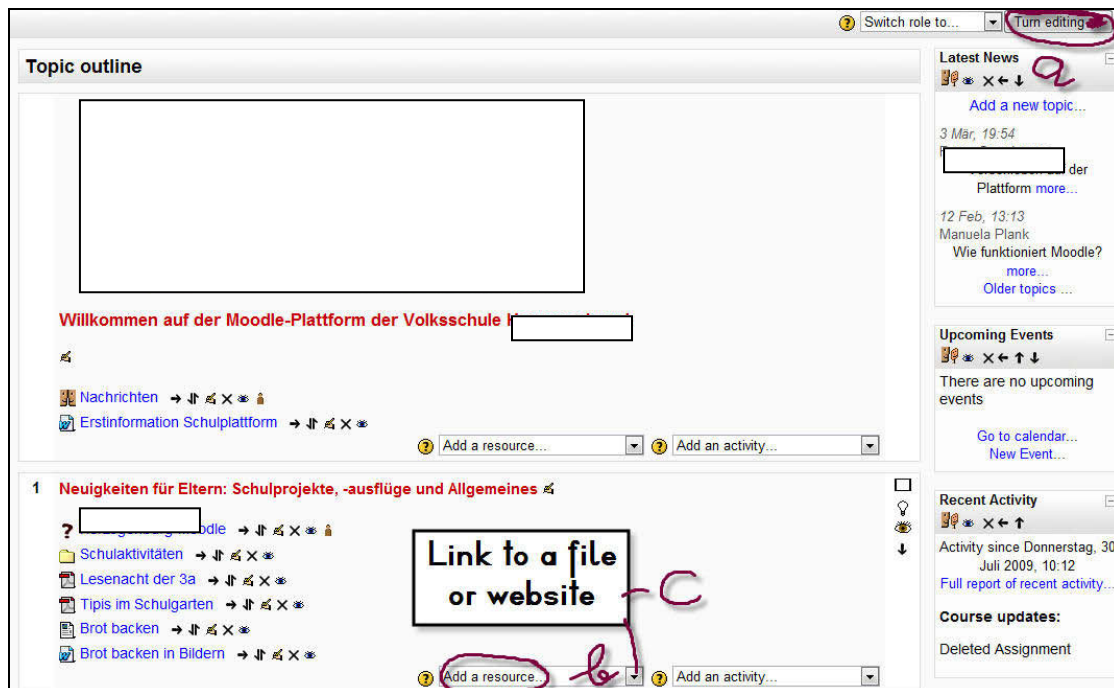 Switch role to...
Turn editing
a
Topic outline
Willkommen auf der Moodle-Plattform der Volksschule
Nachrichten
Erstinformation Schulplattform
Add a resource...
Add an activity...
1 Neuigkeiten für Eltern: Schulprojekte, -ausflüge und Allgemeines
Schulaktivitäten
Lesenacht der 3a
Tipis im Schulgarten
Brot backen
Brot backen in Bildern
Link to a file
or website
C
Add a resource...
b
Add an activity...
Latest News
Add a new topic...
3 Mär, 19:54
auf der
Plattform more...
12 Feb, 13:13
Manuela Plank
Wie funktioniert Moodle?
more...
Older topics ...
Upcoming Events
There are no upcoming
events
Go to calendar...
New Event...
Recent Activity
Activity since Donnerstag, 30
Juli 2009, 10:12
Full report of recent activity...
Course updates:
Deleted Assignment